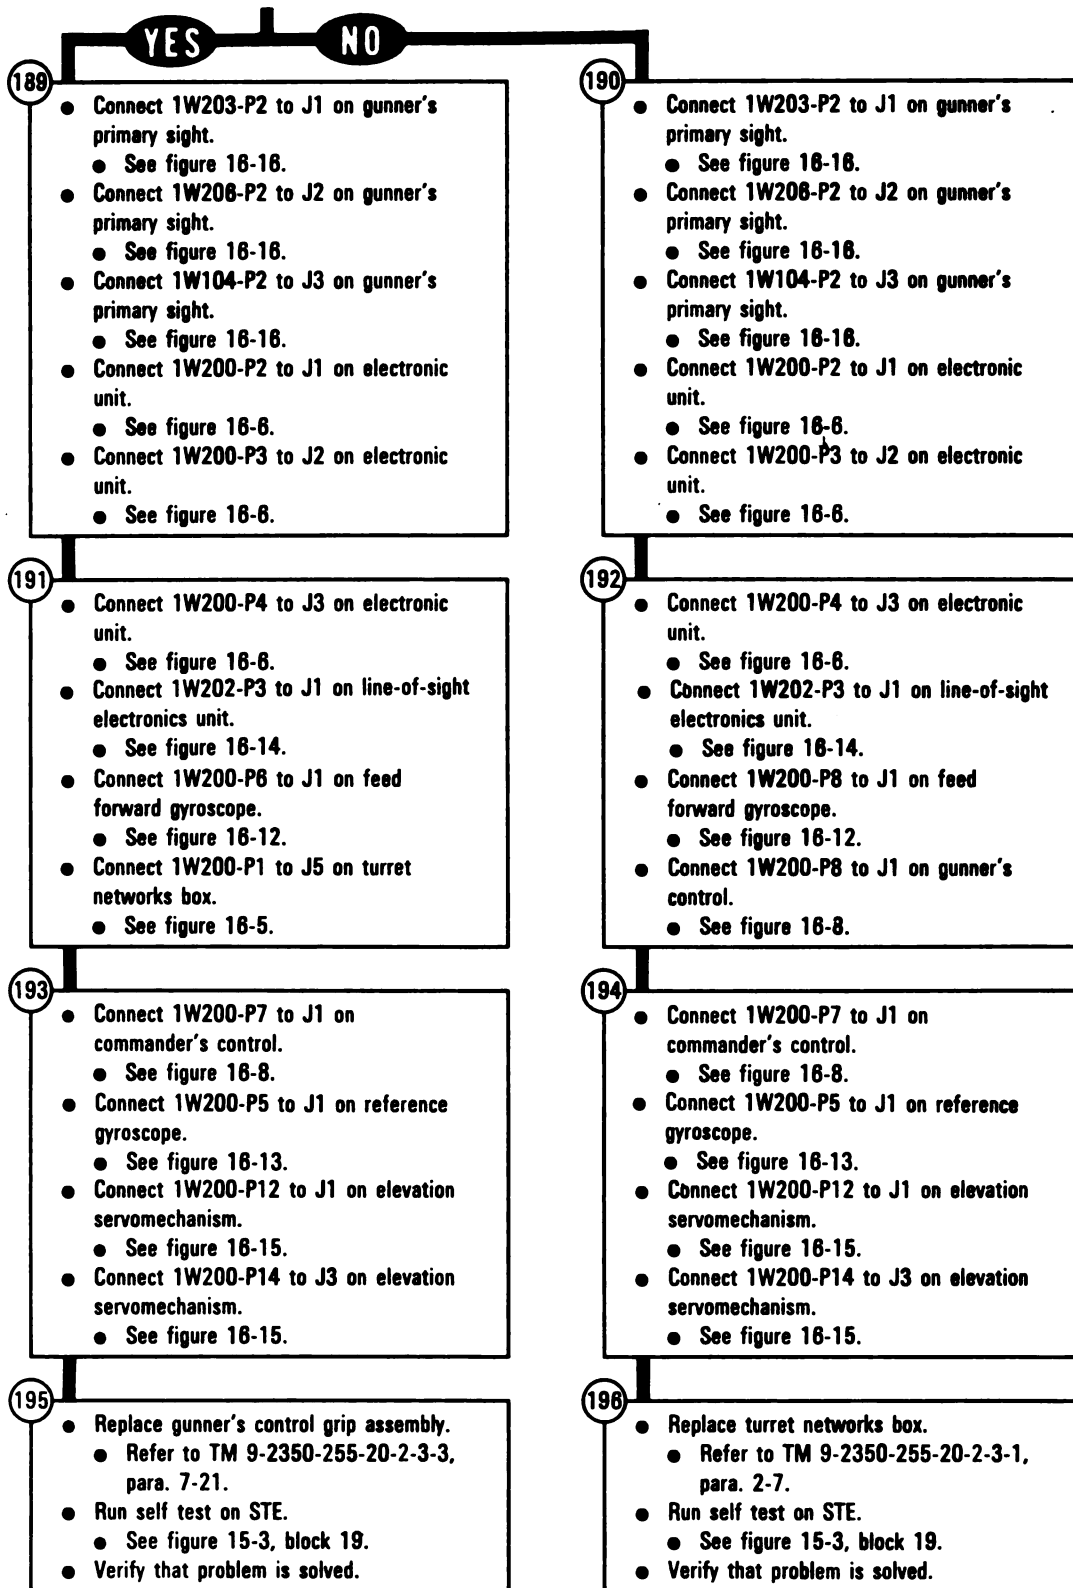 YES NO
189
● Connect 1W203-P2 to J1 on gunner's
primary sight.
● See figure 16-16.
● Connect 1W206-P2 to J2 on gunner's
primary sight.
● See figure 16-16.
● Connect 1W104-P2 to J3 on gunner's
primary sight.
● See figure 16-16.
● Connect 1W200-P2 to J1 on electronic
unit.
● See figure 16-6.
● Connect 1W200-P3 to J2 on electronic
unit.
● See figure 16-6.
190
● Connect 1W203-P2 to J1 on gunner's
primary sight.
● See figure 16-16.
● Connect 1W206-P2 to J2 on gunner's
primary sight.
● See figure 16-16.
● Connect 1W104-P2 to J3 on gunner's
primary sight.
● See figure 16-16.
● Connect 1W200-P2 to J1 on electronic
unit.
● See figure 16-6.
● Connect 1W200-P3 to J2 on electronic
unit.
● See figure 16-6.
191
● Connect 1W200-P4 to J3 on electronic
unit.
● See figure 16-6.
● Connect 1W202-P3 to J1 on line-of-sight
electronics unit.
● See figure 16-14.
● Connect 1W200-P6 to J1 on feed
forward gyroscope.
● See figure 16-12.
● Connect 1W200-P1 to J5 on turret
networks box.
● See figure 16-5.
192
● Connect 1W200-P4 to J3 on electronic
unit.
● See figure 16-6.
● Connect 1W202-P3 to J1 on line-of-sight
electronics unit.
● See figure 16-14.
● Connect 1W200-P8 to J1 on feed
forward gyroscope.
● See figure 16-12.
● Connect 1W200-P8 to J1 on gunner's
control.
● See figure 16-8.
193
● Connect 1W200-P7 to J1 on
commander's control.
● See figure 16-8.
● Connect 1W200-P5 to J1 on reference
gyroscope.
● See figure 16-13.
● Connect 1W200-P12 to J1 on elevation
servomechanism.
● See figure 16-15.
● Connect 1W200-P14 to J3 on elevation
servomechanism.
● See figure 16-15.
194
● Connect 1W200-P7 to J1 on
commander's control.
● See figure 16-8.
● Connect 1W200-P5 to J1 on reference
gyroscope.
● See figure 16-13.
● Connect 1W200-P12 to J1 on elevation
servomechanism.
● See figure 16-15.
● Connect 1W200-P14 to J3 on elevation
servomechanism.
● See figure 16-15.
195
● Replace gunner's control grip assembly.
● Refer to TM 9-2350-255-20-2-3-3,
para. 7-21.
● Run self test on STE.
● See figure 15-3, block 19.
● Verify that problem is solved.
196
● Replace turret networks box.
● Refer to TM 9-2350-255-20-2-3-1,
para. 2-7.
● Run self test on STE.
● See figure 15-3, block 19.
● Verify that problem is solved.